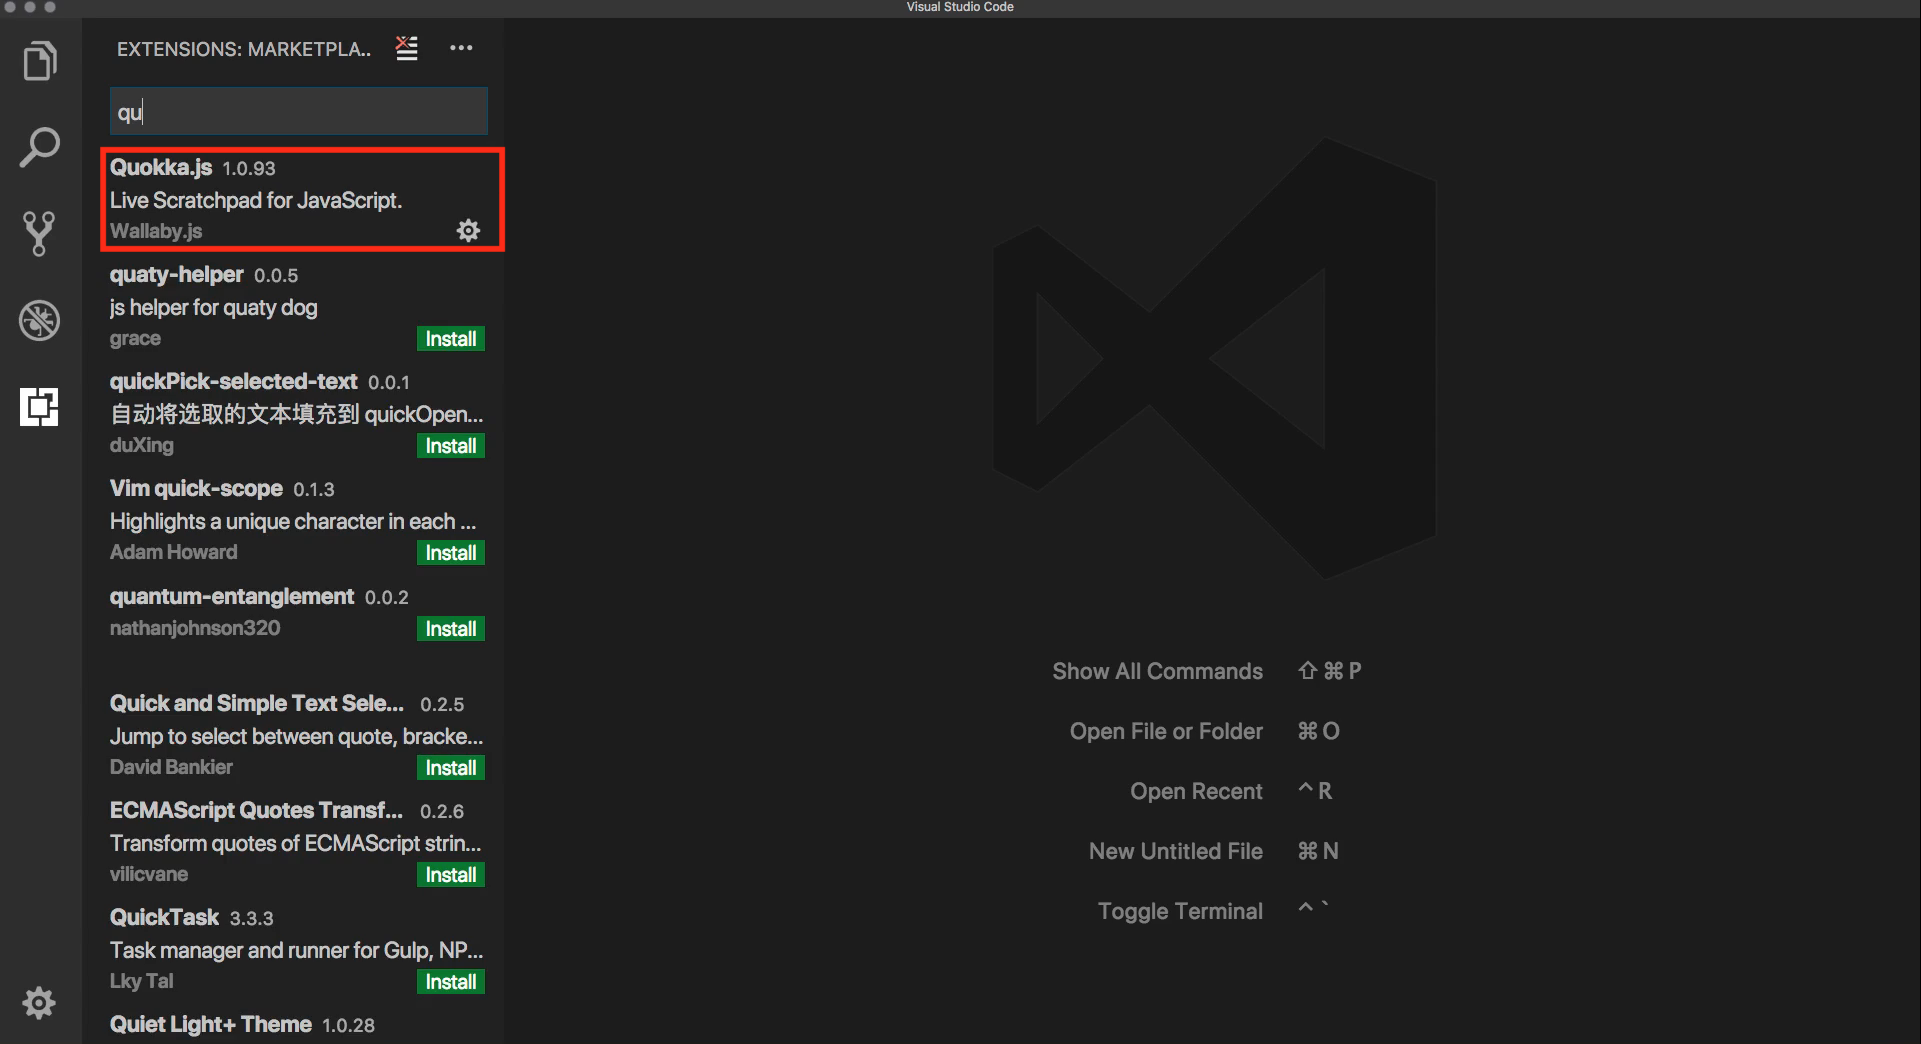 Visual Studio Code
EXTENSIONS: MARKETPLA..
qu
Quokka.js 1.0.93
Live Scratchpad for JavaScript.
Wallaby.js
quaty-helper 0.0.5
js helper for quaty dog
grace Install
quickPick-selected-text 0.0.1
自动将选取的文本填充到 quickOpen...
duXing Install
Vim quick-scope 0.1.3
Highlights a unique character in each ...
Adam Howard Install
quantum-entanglement 0.0.2
nathanjohnson320 Install
Quick and Simple Text Sele... 0.2.5
Jump to select between quote, bracke...
David Bankier Install
ECMAScript Quotes Transf... 0.2.6
Transform quotes of ECMAScript strin...
vilicvane Install
QuickTask 3.3.3
Task manager and runner for Gulp, NP...
Lky Tal Install
Quiet Light+ Theme 1.0.28
Show All Commands ⇧⌘P
Open File or Folder ⌘O
Open Recent ^R
New Untitled File ⌘N
Toggle Terminal ^`